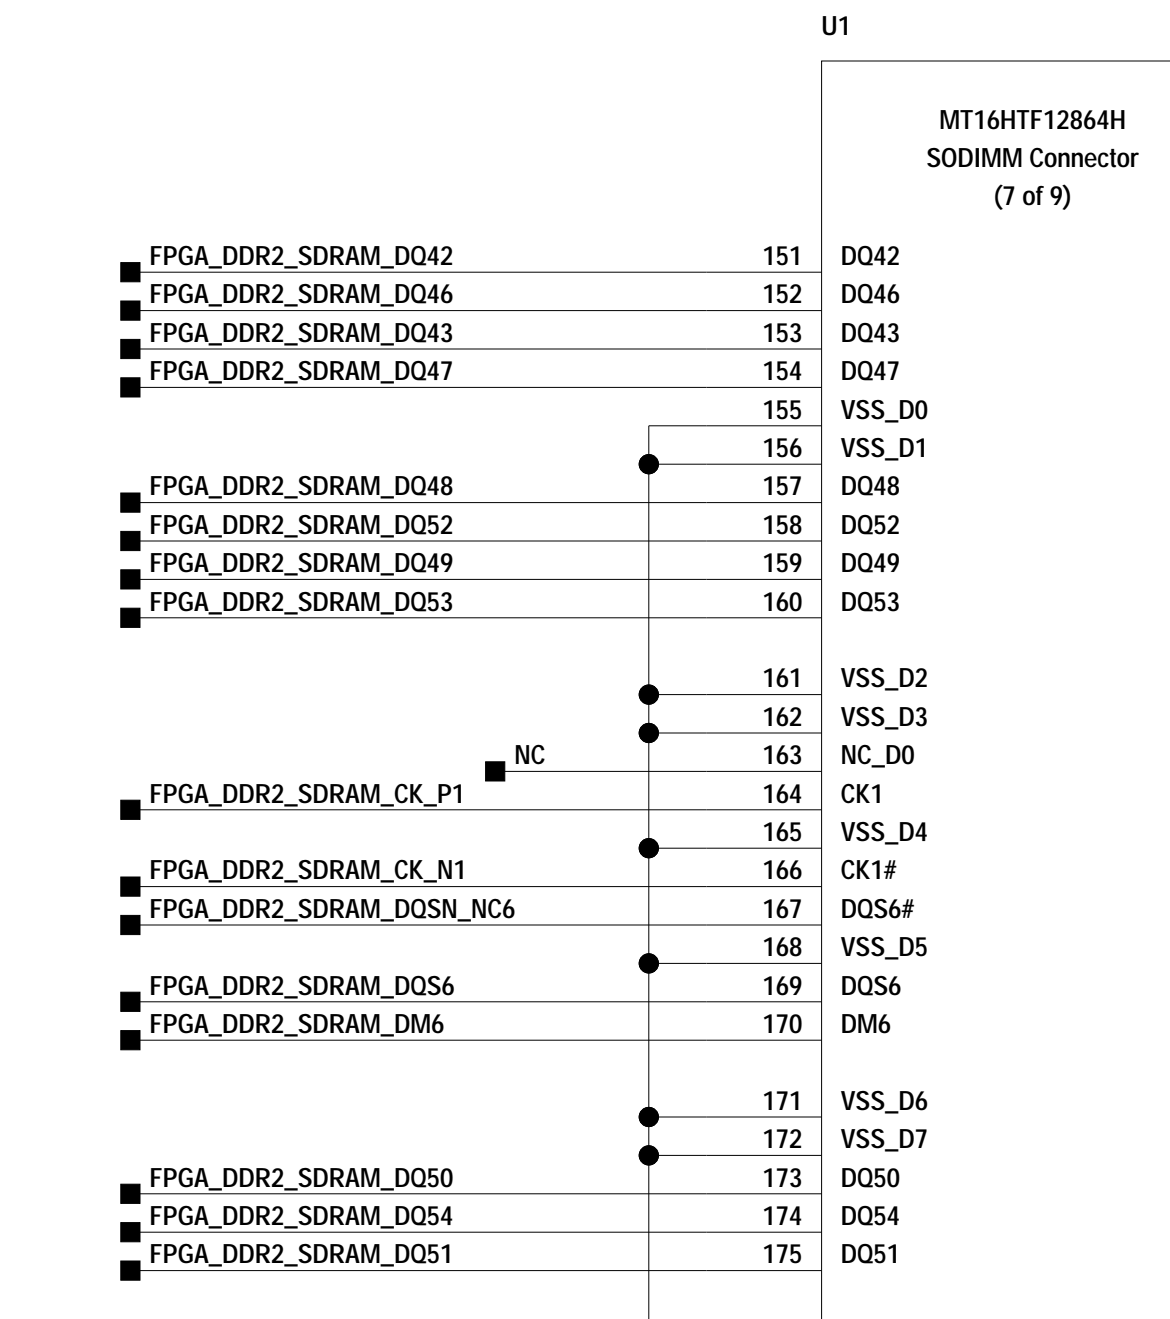 U1
MT16HTF12864H
SODIMM Connector
(7 of 9)
FPGA_DDR2_SDRAM_DQ42 151 DQ42
FPGA_DDR2_SDRAM_DQ46 152 DQ46
FPGA_DDR2_SDRAM_DQ43 153 DQ43
FPGA_DDR2_SDRAM_DQ47 154 DQ47
155 VSS_D0
156 VSS_D1
FPGA_DDR2_SDRAM_DQ48 157 DQ48
FPGA_DDR2_SDRAM_DQ52 158 DQ52
FPGA_DDR2_SDRAM_DQ49 159 DQ49
FPGA_DDR2_SDRAM_DQ53 160 DQ53
161 VSS_D2
162 VSS_D3
NC 163 NC_D0
FPGA_DDR2_SDRAM_CK_P1 164 CK1
165 VSS_D4
FPGA_DDR2_SDRAM_CK_N1 166 CK1#
FPGA_DDR2_SDRAM_DQSN_NC6 167 DQS6#
168 VSS_D5
FPGA_DDR2_SDRAM_DQS6 169 DQS6
FPGA_DDR2_SDRAM_DM6 170 DM6
171 VSS_D6
172 VSS_D7
FPGA_DDR2_SDRAM_DQ50 173 DQ50
FPGA_DDR2_SDRAM_DQ54 174 DQ54
FPGA_DDR2_SDRAM_DQ51 175 DQ51